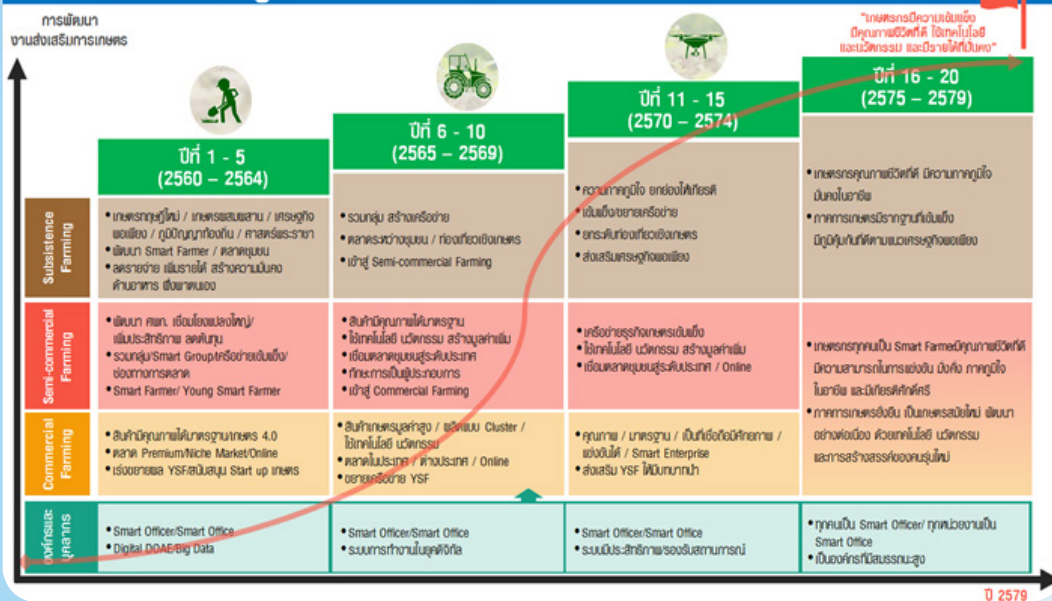 การพัฒนา
งานส่งเสริมการเกษตร
"เกษตรกรมีความเข้มแข็ง
มีคุณภาพชีวิตที่ดี ใช้เทคโนโลยี
และนวัตกรรม และมีรายได้ที่มั่นคง"
ปีที่ 1 - 5
(2560 – 2564)
ปีที่ 6 - 10
(2565 – 2569)
ปีที่ 11 - 15
(2570 – 2574)
ปีที่ 16 - 20
(2575 – 2579)
Subsistence
Farming
• เกษตรทฤษฎีใหม่ / เกษตรผสมผสาน / เศรษฐกิจ
พอเพียง / ภูมิปัญญาท้องถิ่น / ศาสตร์พระราชา
• พัฒนา Smart Farmer / ตลาดชุมชน
• ลดรายจ่าย เพิ่มรายได้ สร้างความมั่นคง
ด้านอาหาร พึ่งพาตนเอง
• รวมกลุ่ม สร้างเครือข่าย
• ตลาดระหว่างชุมชน / ท่องเที่ยวเชิงเกษตร
• เข้าสู่ Semi-commercial Farming
• ความภาคภูมิใจ ยกย่องให้เกียรติ
• เข้มแข็ง/ขยายเครือข่าย
• ยกระดับท่องเที่ยวเชิงเกษตร
• ส่งเสริมเศรษฐกิจพอเพียง
• เกษตรกรคุณภาพชีวิตที่ดี มีความภาคภูมิใจ
มั่นคงในอาชีพ
• ภาคการเกษตรมีรากฐานที่เข้มแข็ง
มีภูมิคุ้มกันที่ดีตามแนวเศรษฐกิจพอเพียง
Semi-commercial
Farming
• พัฒนา ศพก. เชื่อมโยงแปลงใหญ่/
เพิ่มประสิทธิภาพ ลดต้นทุน
• รวมกลุ่ม/Smart Group/เครือข่ายเข้มแข็ง/
ช่องทางการตลาด
• Smart Farmer/ Young Smart Farmer
• สินค้ามีคุณภาพได้มาตรฐาน
• ใช้เทคโนโลยี นวัตกรรม สร้างมูลค่าเพิ่ม
• เชื่อมตลาดชุมชนสู่ระดับประเทศ
• ทักษะการเป็นผู้ประกอบการ
• เข้าสู่ Commercial Farming
• เครือข่ายธุรกิจเกษตรเข้มแข็ง
• ใช้เทคโนโลยี นวัตกรรม สร้างมูลค่าเพิ่ม
• เชื่อมตลาดชุมชนสู่ระดับประเทศ / Online
• เกษตรกรทุกคนเป็น Smart Farmerมีคุณภาพชีวิตที่ดี
มีความสามารถในการแข่งขัน มั่งคั่ง ภาคภูมิใจ
ในอาชีพ และมีเกียรติศักดิ์ศรี
• ภาคการเกษตรยั่งยืน เป็นเกษตรสมัยใหม่ พัฒนา
อย่างต่อเนื่อง ด้วยเทคโนโลยี นวัตกรรม
และการสร้างสรรค์ของคนรุ่นใหม่
Commercial
Farming
• สินค้ามีคุณภาพได้มาตรฐาน/เกษตร 4.0
• ตลาด Premium/Niche Market/Online
• เร่งขยายผล YSF/สนับสนุน Start up เกษตร
• สินค้าเกษตรมูลค่าสูง / ผลิตแบบ Cluster /
ใช้เทคโนโลยี นวัตกรรม
• ตลาดในประเทศ / ต่างประเทศ / Online
• ขยายเครือข่าย YSF
• คุณภาพ / มาตรฐาน / เป็นที่เชื่อถือมีศักยภาพ /
แข่งขันได้ / Smart Enterprise
• ส่งเสริม YSF ให้มีบทบาทนำ
องค์กรและ
บุคลากร
• Smart Officer/Smart Office
• Digital DOAE/Big Data
• Smart Officer/Smart Office
• ระบบการทำงานในยุคดิจิทัล
• Smart Officer/Smart Office
• ระบบมีประสิทธิภาพ/รองรับสถานการณ์
• ทุกคนเป็น Smart Officer/ ทุกหน่วยงานเป็น
Smart Office
• เป็นองค์กรที่มีสมรรถนะสูง
ปี 2579